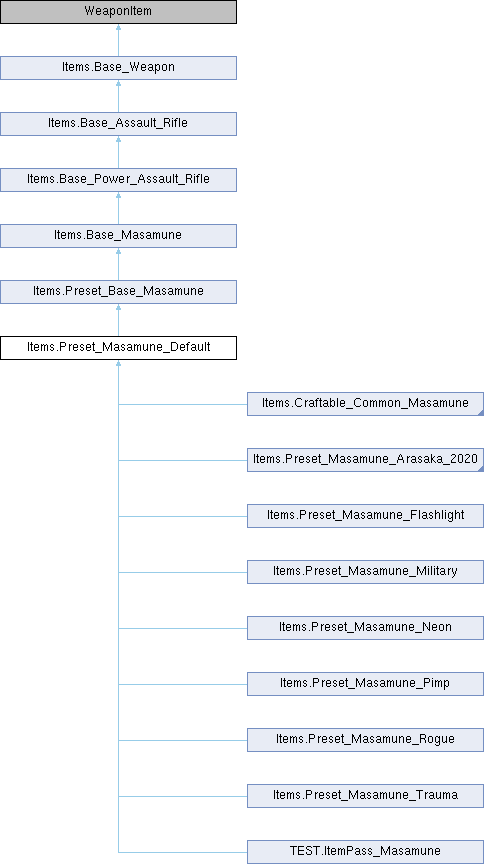 WeaponItem
Items.Base_Weapon
Items.Base_Assault_Rifle
Items.Base_Power_Assault_Rifle
Items.Base_Masamune
Items.Preset_Base_Masamune
Items.Preset_Masamune_Default
Items.Craftable_Common_Masamune
Items.Preset_Masamune_Arasaka_2020
Items.Preset_Masamune_Flashlight
Items.Preset_Masamune_Military
Items.Preset_Masamune_Neon
Items.Preset_Masamune_Pimp
Items.Preset_Masamune_Rogue
Items.Preset_Masamune_Trauma
TEST.ItemPass_Masamune